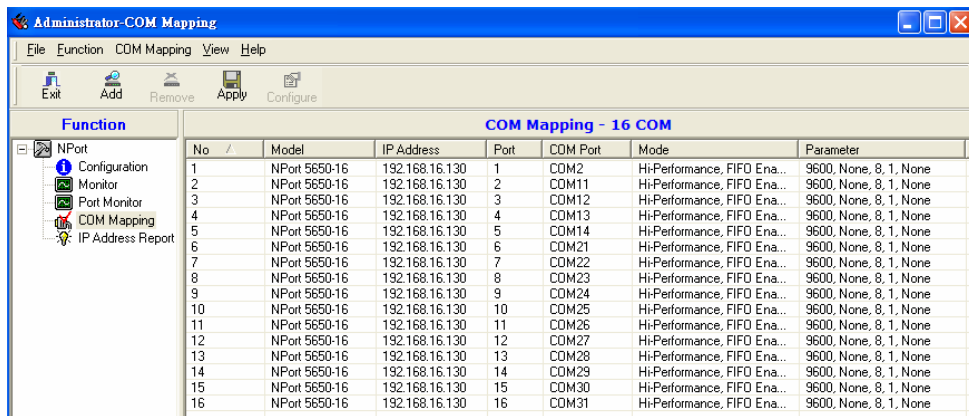 Administrator-COM Mapping
File Function COM Mapping View Help
Exit Add Remove Apply Configure
Function
COM Mapping - 16 COM
NPort
Configuration
Monitor
Port Monitor
COM Mapping
IP Address Report
No Model IP Address Port COM Port Mode Parameter
1 NPort 5650-16 192.168.16.130 1 COM2 Hi-Performance, FIFO Ena... 9600, None, 8, 1, None
2 NPort 5650-16 192.168.16.130 2 COM11 Hi-Performance, FIFO Ena... 9600, None, 8, 1, None
3 NPort 5650-16 192.168.16.130 3 COM12 Hi-Performance, FIFO Ena... 9600, None, 8, 1, None
4 NPort 5650-16 192.168.16.130 4 COM13 Hi-Performance, FIFO Ena... 9600, None, 8, 1, None
5 NPort 5650-16 192.168.16.130 5 COM14 Hi-Performance, FIFO Ena... 9600, None, 8, 1, None
6 NPort 5650-16 192.168.16.130 6 COM21 Hi-Performance, FIFO Ena... 9600, None, 8, 1, None
7 NPort 5650-16 192.168.16.130 7 COM22 Hi-Performance, FIFO Ena... 9600, None, 8, 1, None
8 NPort 5650-16 192.168.16.130 8 COM23 Hi-Performance, FIFO Ena... 9600, None, 8, 1, None
9 NPort 5650-16 192.168.16.130 9 COM24 Hi-Performance, FIFO Ena... 9600, None, 8, 1, None
10 NPort 5650-16 192.168.16.130 10 COM25 Hi-Performance, FIFO Ena... 9600, None, 8, 1, None
11 NPort 5650-16 192.168.16.130 11 COM26 Hi-Performance, FIFO Ena... 9600, None, 8, 1, None
12 NPort 5650-16 192.168.16.130 12 COM27 Hi-Performance, FIFO Ena... 9600, None, 8, 1, None
13 NPort 5650-16 192.168.16.130 13 COM28 Hi-Performance, FIFO Ena... 9600, None, 8, 1, None
14 NPort 5650-16 192.168.16.130 14 COM29 Hi-Performance, FIFO Ena... 9600, None, 8, 1, None
15 NPort 5650-16 192.168.16.130 15 COM30 Hi-Performance, FIFO Ena... 9600, None, 8, 1, None
16 NPort 5650-16 192.168.16.130 16 COM31 Hi-Performance, FIFO Ena... 9600, None, 8, 1, None